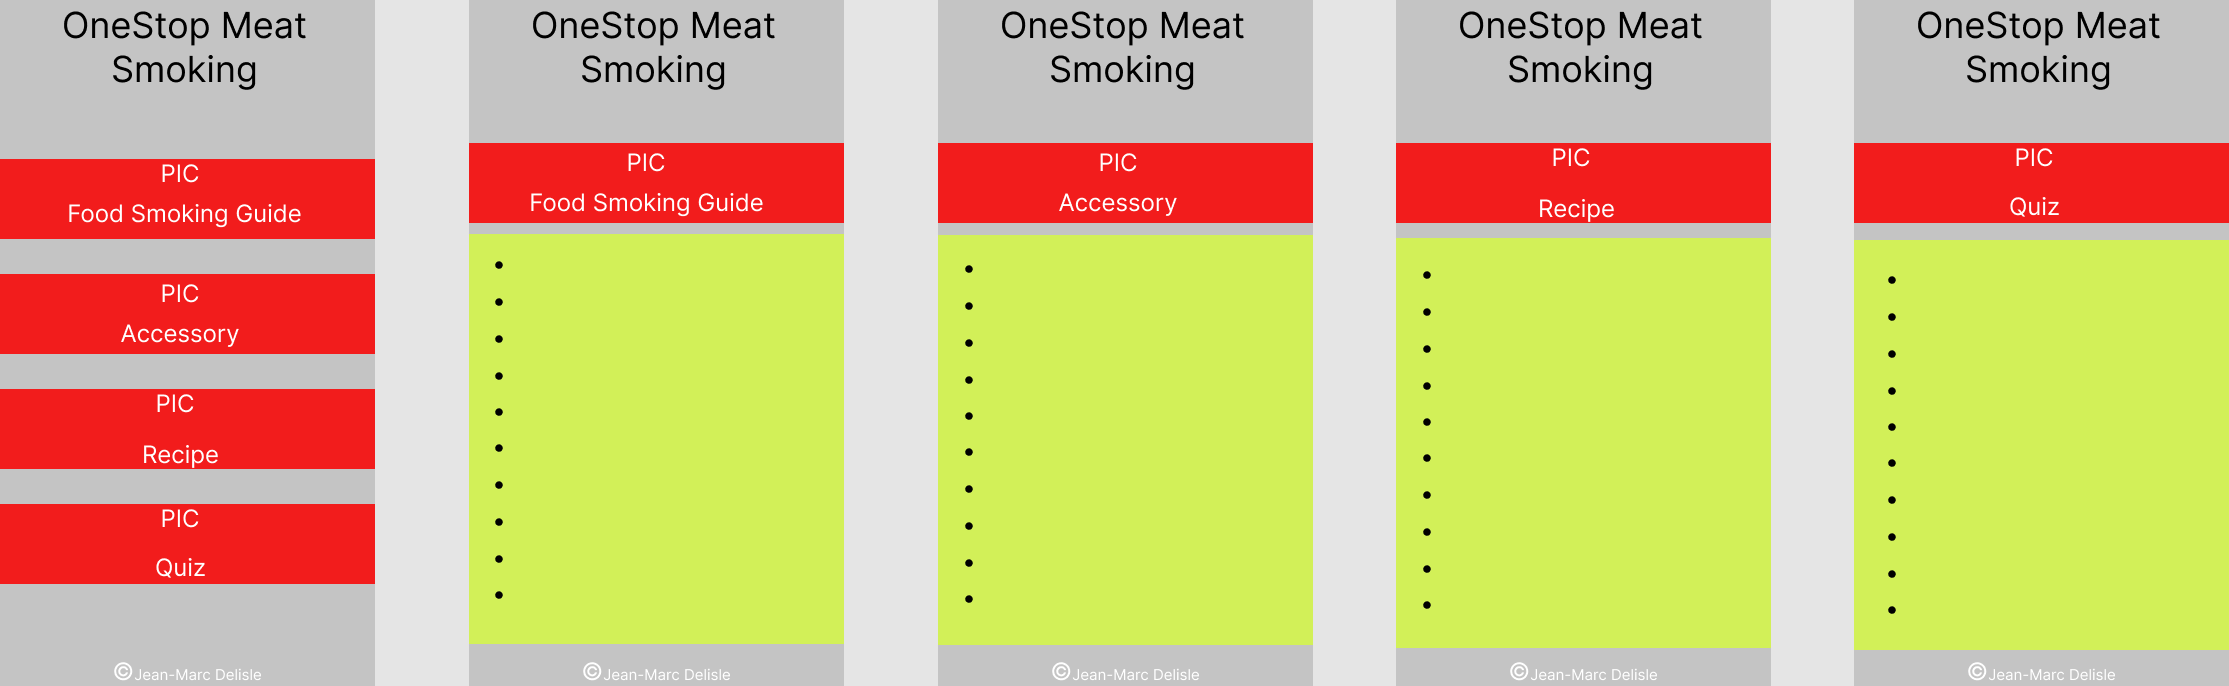 OneStop Meat
Smoking
PIC
Food Smoking Guide
PIC
Accessory
PIC
Recipe
PIC
Quiz
©Jean-Marc Delisle
OneStop Meat
Smoking
PIC
Food Smoking Guide
©Jean-Marc Delisle
OneStop Meat
Smoking
PIC
Accessory
©Jean-Marc Delisle
OneStop Meat
Smoking
PIC
Recipe
©Jean-Marc Delisle
OneStop Meat
Smoking
PIC
Quiz
©Jean-Marc Delisle